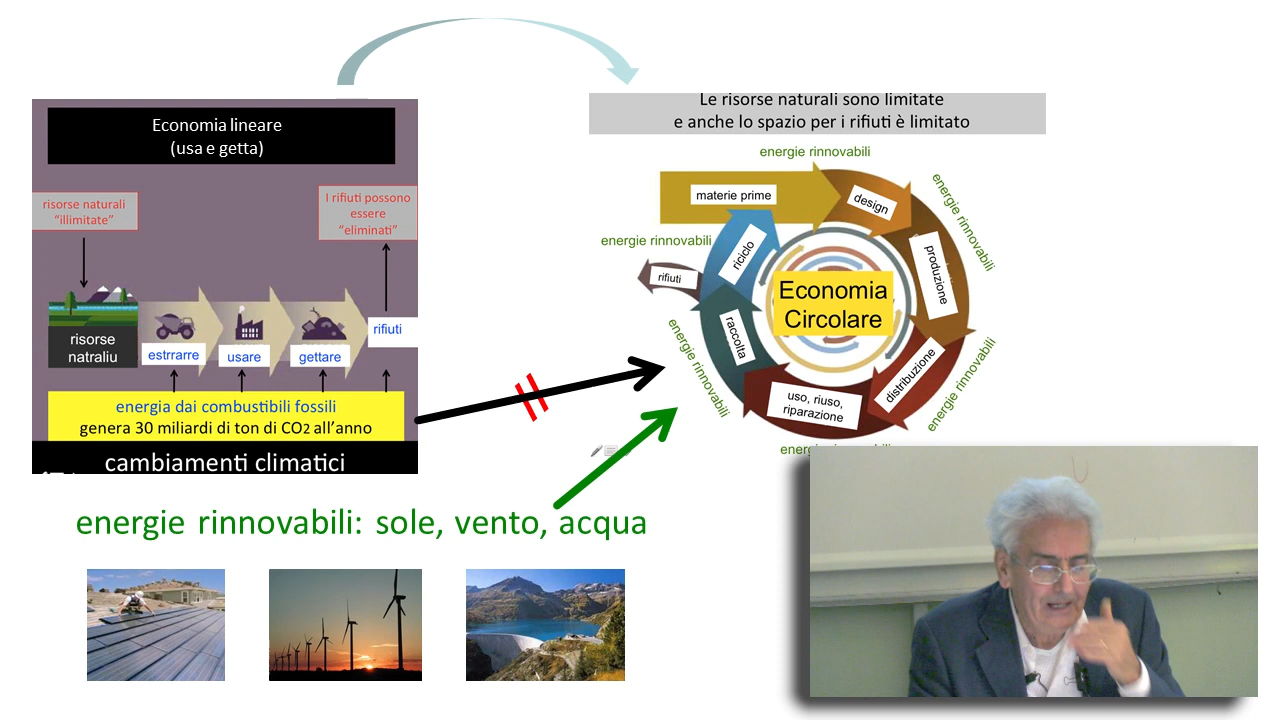 Economia lineare
(usa e getta)
risorse naturali
“illimitate”
I rifiuti possono
essere
“eliminati”
risorse
natraliu
estrrarre
usare
gettare
rifiuti
energia dai combustibili fossili
genera 30 miliardi di ton di CO2 all’anno
cambiamenti climatici
Le risorse naturali sono limitate
e anche lo spazio per i rifiuti è limitato
energie rinnovabili
materie prime
design
energie rinnovabili
produzione
energie rinnovabili
distribuzione
uso, riuso,
riparazione
energie rinnovabili
raccolta
rifiuti
riciclo
energie rinnovabili
Economia
Circolare
energie rinnovabili: sole, vento, acqua